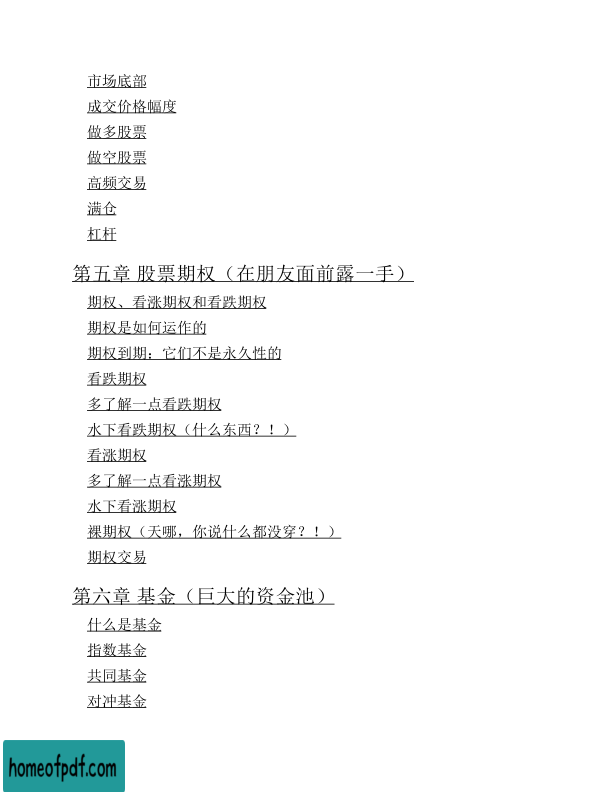 市场底部
成交价格幅度
做多股票
做空股票
高频交易
满仓
杠杆
第五章 股票期权（在朋友面前露一手）
期权、看涨期权和看跌期权
期权是如何运作的
期权到期：它们不是永久性的
看跌期权
多了解一点看跌期权
水下看跌期权（什么东西？！）
看涨期权
多了解一点看涨期权
水下看涨期权
裸期权（天哪，你说什么都没穿？！）
期权交易
第六章 基金（巨大的资金池）
什么是基金
指数基金
共同基金
对冲基金
homeofpdf.com